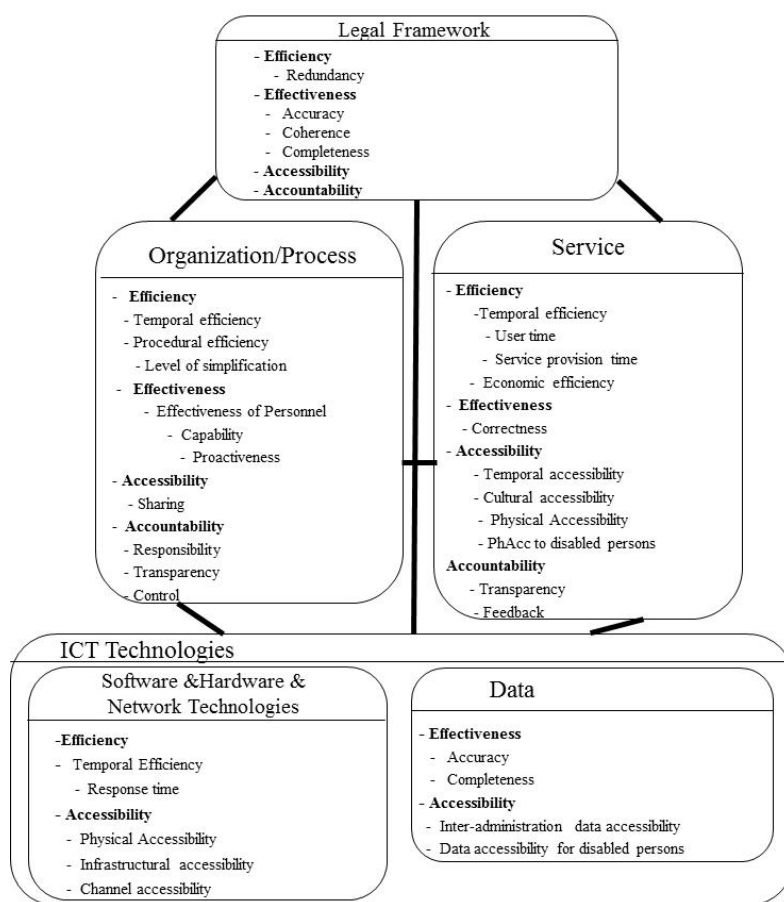 Legal Framework
- Efficiency
- Redundancy
- Effectiveness
- Accuracy
- Coherence
- Completeness
- Accessibility
- Accountability
Organization/Process
- Efficiency
- Temporal efficiency
- Procedural efficiency
- Level of simplification
- Effectiveness
- Effectiveness of Personnel
- Capability
- Proactiveness
- Accessibility
- Sharing
- Accountability
- Responsibility
- Transparency
- Control
Service
- Efficiency
-Temporal efficiency
- User time
- Service provision time
- Economic efficiency
- Effectiveness
- Correctness
- Accessibility
- Temporal accessibility
- Cultural accessibility
- Physical Accessibility
- PhAcc to disabled persons
Accountability
- Transparency
- Feedback
ICT Technologies
Software &Hardware &
Network Technologies
-Efficiency
- Temporal Efficiency
- Response time
- Accessibility
- Physical Accessibility
- Infrastructural accessibility
- Channel accessibility
Data
- Effectiveness
- Accuracy
- Completeness
- Accessibility
- Inter-administration data accessibility
- Data accessibility for disabled persons